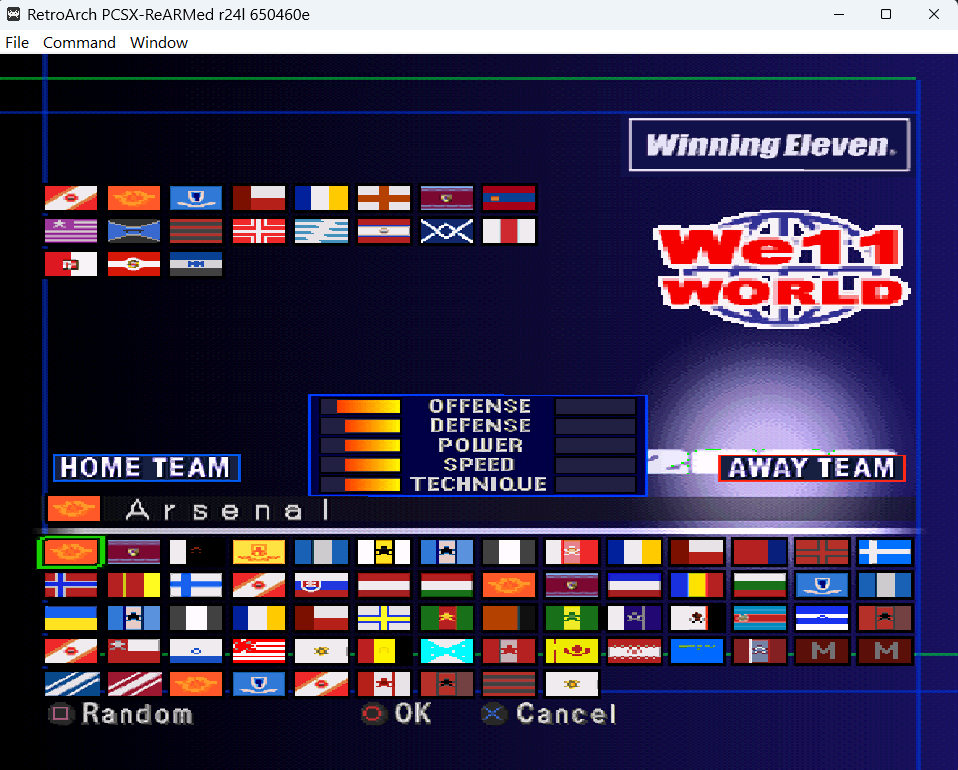 RetroArch PCSX-ReARMed r24l 650460e
File Command Window
Winning Eleven.
We11
WORLD
OFFENSE
DEFENSE
POWER
SPEED
TECHNIQUE
HOME TEAM
AWAY TEAM
Arsenal
M M
Random OK Cancel